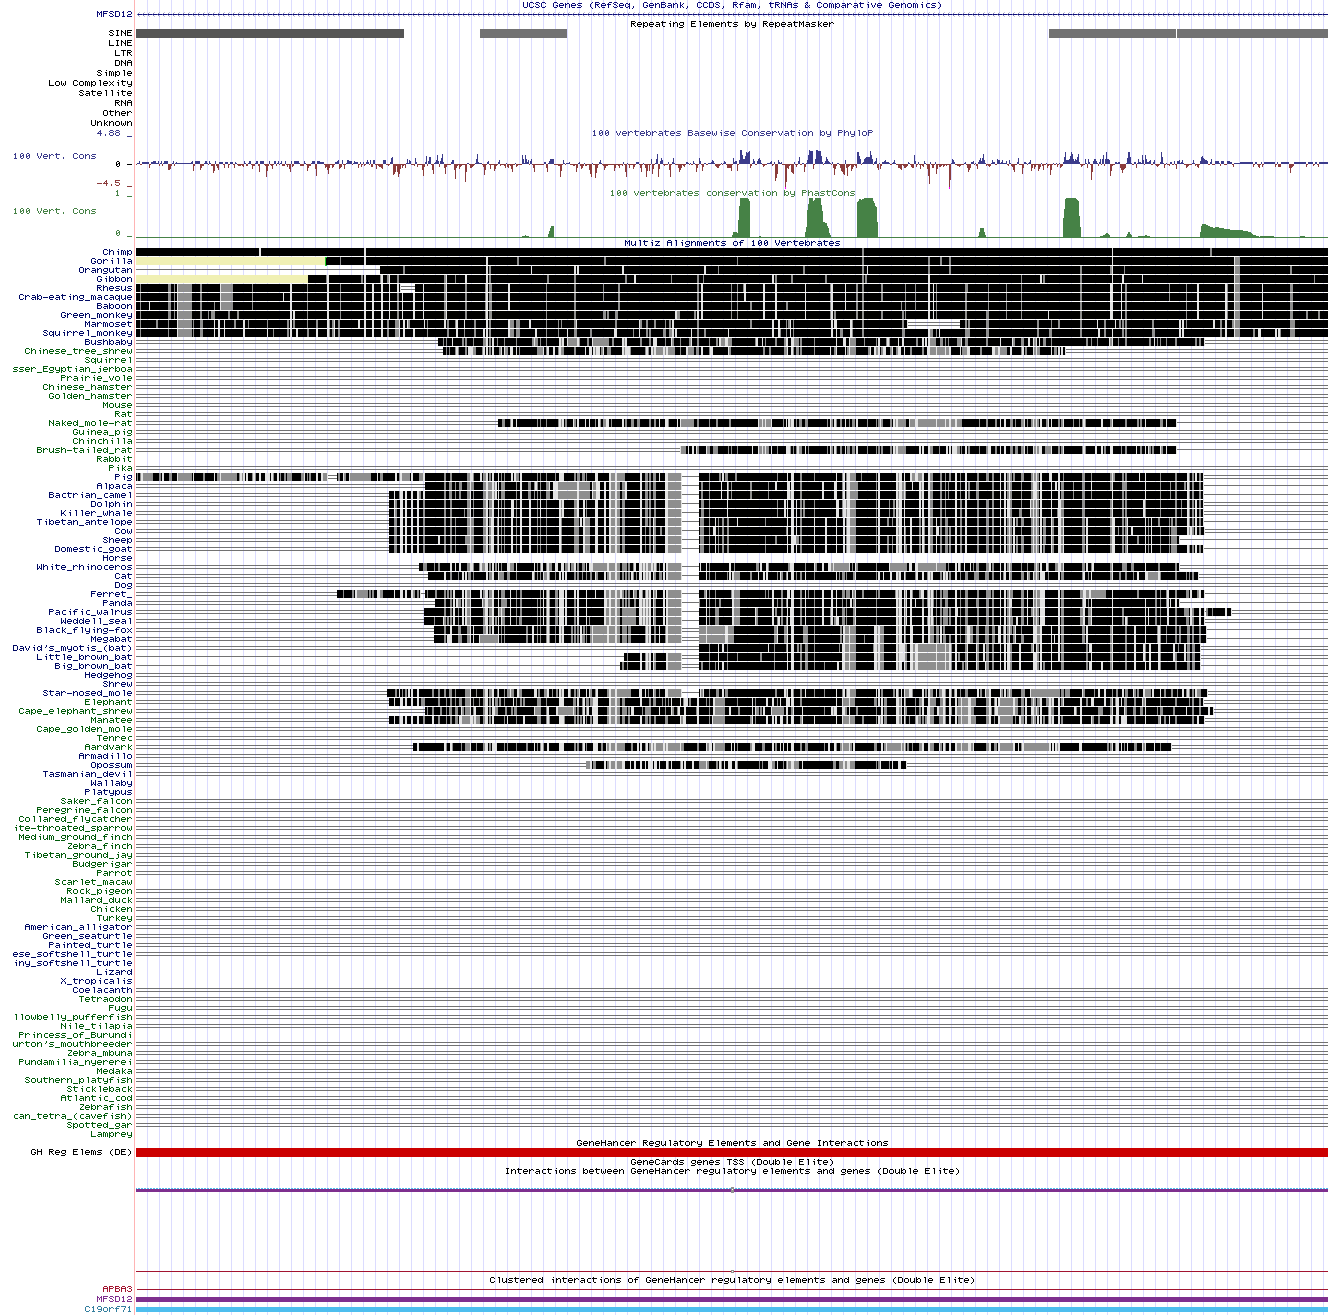 UCSC Genes (RefSeq, GenBank, CCDS, Rfam, tRNAs & Comparative Genomics)
MFSD12
Repeating Elements by RepeatMasker
SINE
LINE
LTR
DNA
Simple
Low Complexity
Satellite
RNA
Other
Unknown
4.88 _
100 vertebrates Basewise Conservation by PhyloP
100 Vert. Cons
0 _
-4.5 _
100 vertebrates conservation by PhastCons
1 _
100 Vert. Cons
0 _
Multiz Alignments of 100 Vertebrates
Chimp
Gorilla
Orangutan
Gibbon
Rhesus
Crab-eating_macaque
Baboon
Green_monkey
Marmoset
Squirrel_monkey
Bushbaby
Chinese_tree_shrew
Squirrel
sser_Egyptian_jerboa
Prairie_vole
Chinese_hamster
Golden_hamster
Mouse
Rat
Naked_mole-rat
Guinea_pig
Chinchilla
Brush-tailed_rat
Rabbit
Pika
Pig
Alpaca
Bactrian_camel
Dolphin
Killer_whale
Tibetan_antelope
Cow
Sheep
Domestic_goat
Horse
White_rhinoceros
Cat
Dog
Ferret_
Panda
Pacific_walrus
Weddell_seal
Black_flying-fox
Megabat
David's_myotis_(bat)
Little_brown_bat
Big_brown_bat
Hedgehog
Shrew
Star-nosed_mole
Elephant
Cape_elephant_shrew
Manatee
Cape_golden_mole
Tenrec
Aardvark
Armadillo
Opossum
Tasmanian_devil
Wallaby
Platypus
Saker_falcon
Peregrine_falcon
Collared_flycatcher
ite-throated_sparrow
Medium_ground_finch
Zebra_finch
Tibetan_ground_jay
Budgerigar
Parrot
Scarlet_macaw
Rock_pigeon
Mallard_duck
Chicken
Turkey
American_alligator
Green_seaturtle
Painted_turtle
ese_softshell_turtle
iny_softshell_turtle
Lizard
X_tropicalis
Coelacanth
Tetraodon
Fugu
llowbelly_pufferfish
Nile_tilapia
Princess_of_Burundi
urton's_mouthbreeder
Zebra_mbuna
Pundamilia_nyererei
Medaka
Southern_platyfish
Stickleback
Atlantic_cod
Zebrafish
can_tetra_(cavefish)
Spotted_gar
Lamprey
GeneHancer Regulatory Elements and Gene Interactions
GH Reg Elems (DE)
GeneCards genes TSS (Double Elite)
Interactions between GeneHancer regulatory elements and genes (Double Elite)
Clustered interactions of GeneHancer regulatory elements and genes (Double Elite)
APBA3
MFSD12
C19orf71